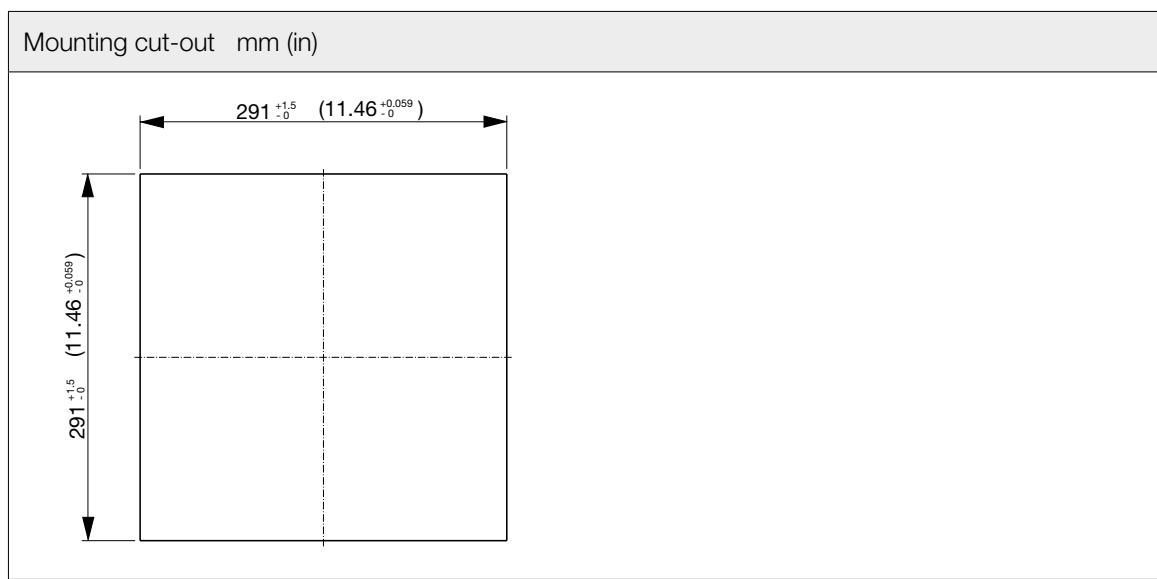 Mounting cut-out mm (in)
291 +1.5 - 0 (11.46 +0.059 - 0 )
291 +1.5 - 0 (11.46 +0.059 - 0 )